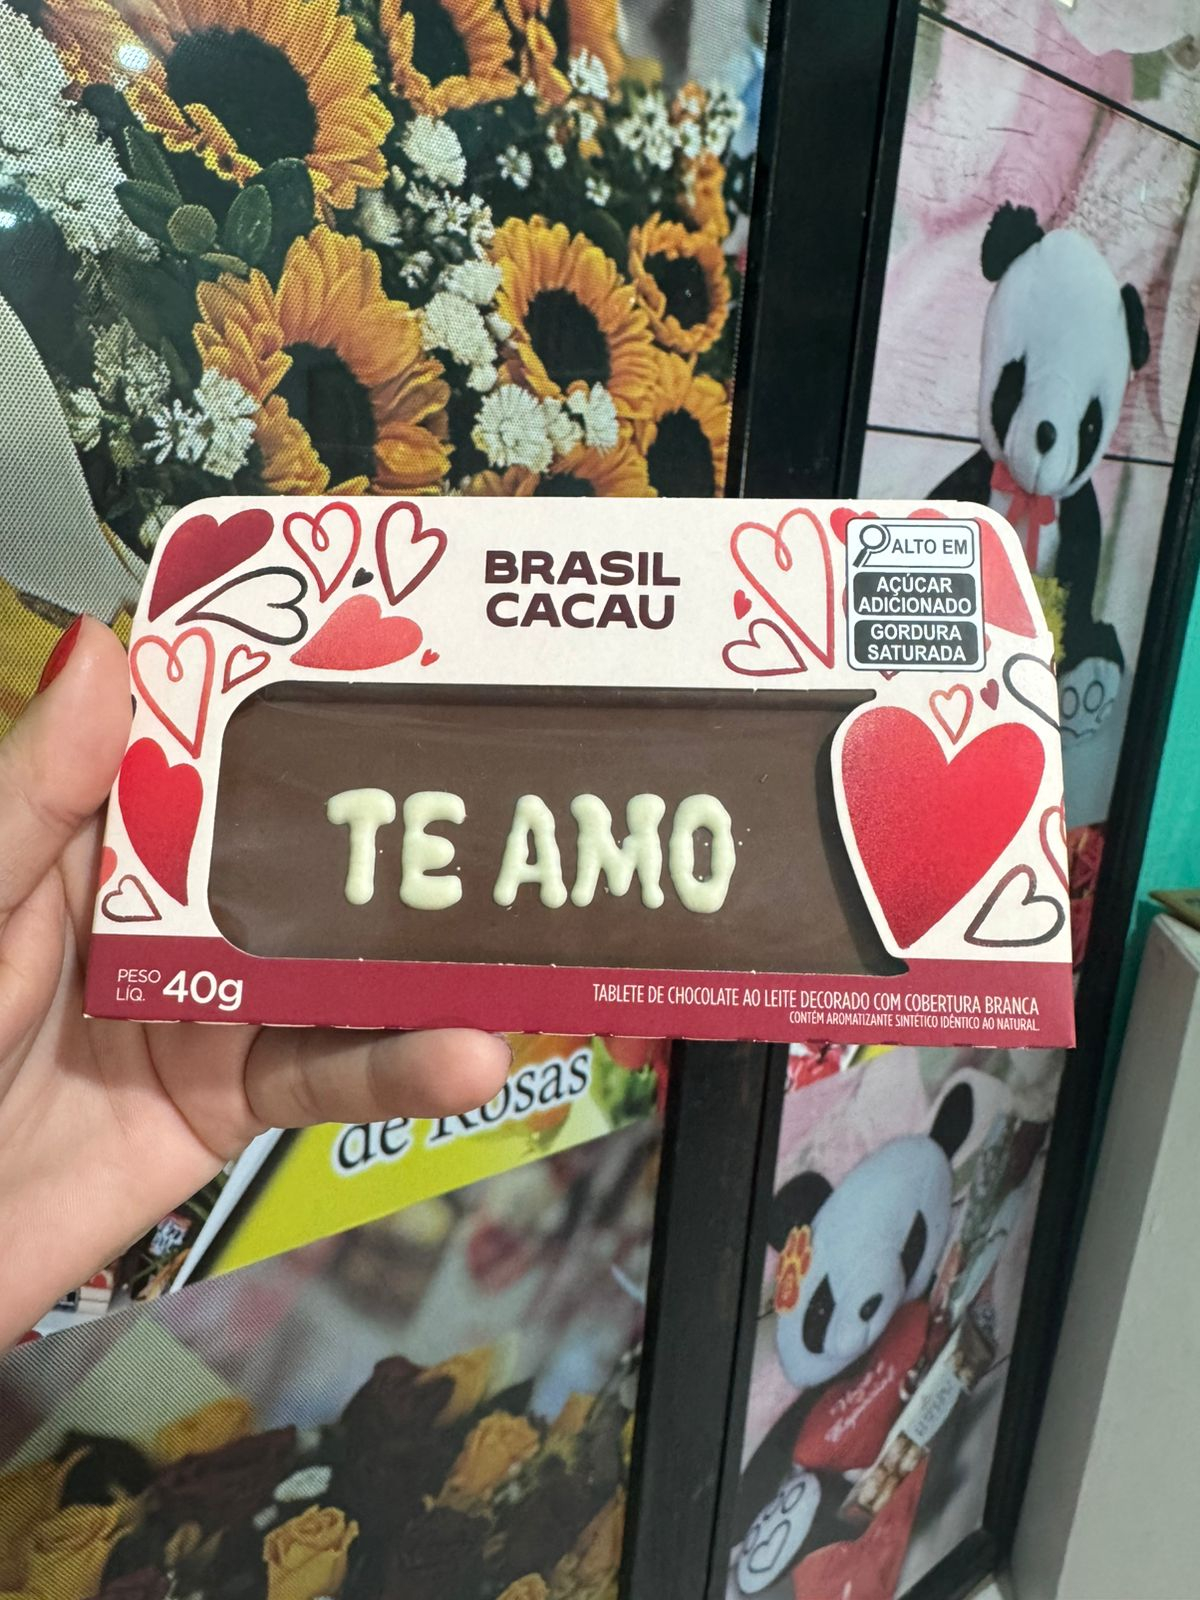 BRASIL
CACAU
ALTO EM
AÇÚCAR
ADICIONADO
GORDURA
SATURADA
TE AMO
PESO
LÍQ. 40g
TABLETE DE CHOCOLATE AO LEITE DECORADO COM COBERTURA BRANCA
CONTÉM AROMATIZANTE SINTÉTICO IDÊNTICO AO NATURAL.
de Rosas